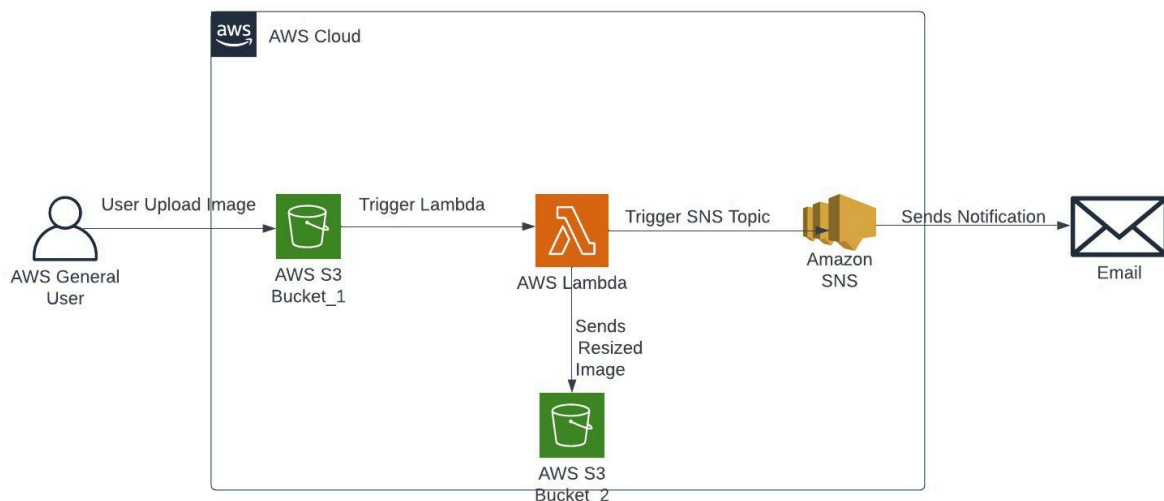 aws
AWS Cloud
User Upload Image
Trigger Lambda
Trigger SNS Topic
Sends Notification
AWS General
User
AWS S3
Bucket_1
AWS Lambda
Amazon
SNS
Email
Sends
Resized
Image
AWS S3
Bucket_2